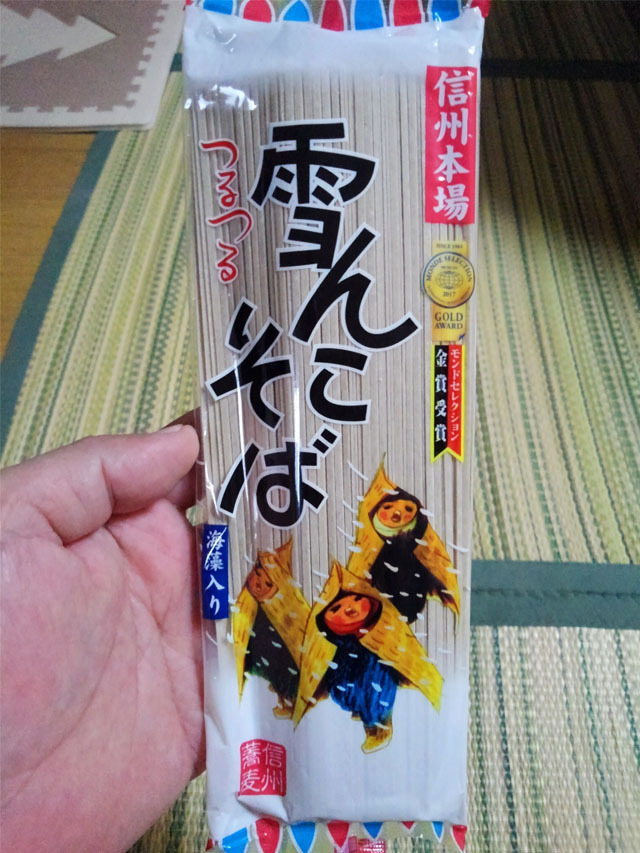 信州本場
SINCE 1961
MONDE SELECTION
2017
GOLD
AWARD
モンドセレクション
金賞受賞
雪んこ
そば
つるつる
海藻入り
信州
蕎麦